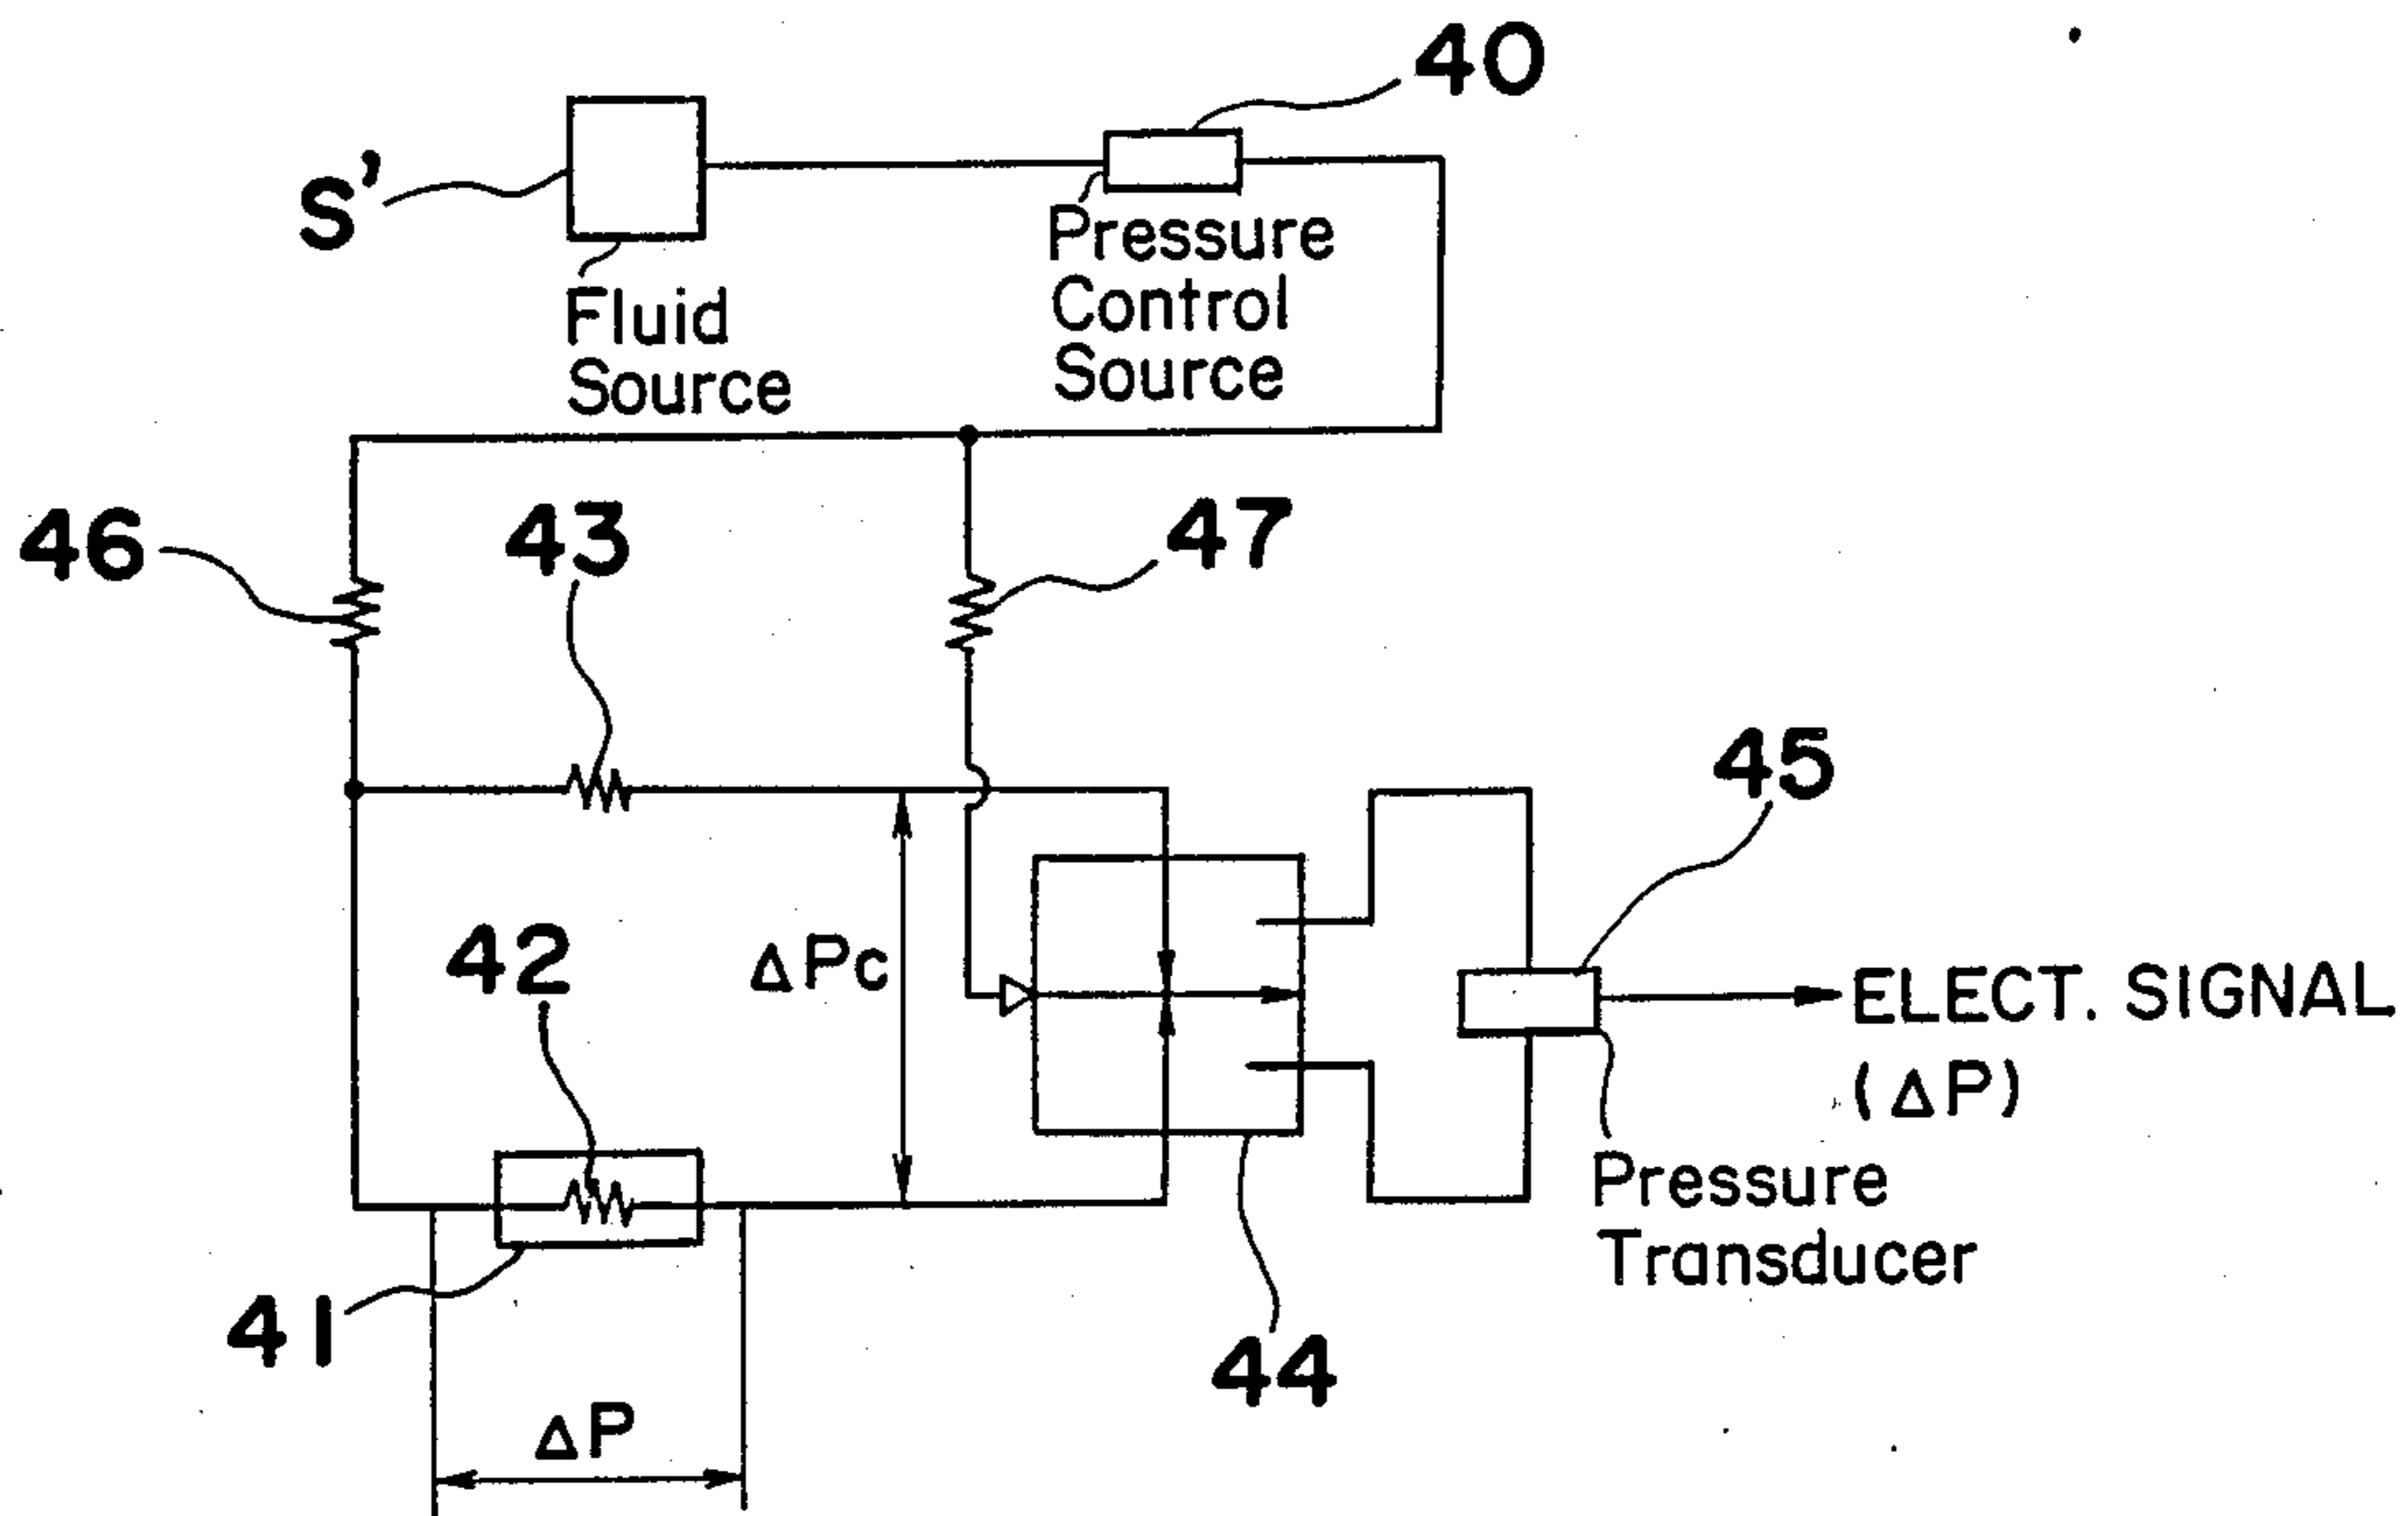 40
S'
Pressure
Control
Source
Fluid
Source
46
43
47
45
42
ΔPc
ELECT. SIGNAL
(ΔP)
Pressure
Transducer
41
44
ΔP